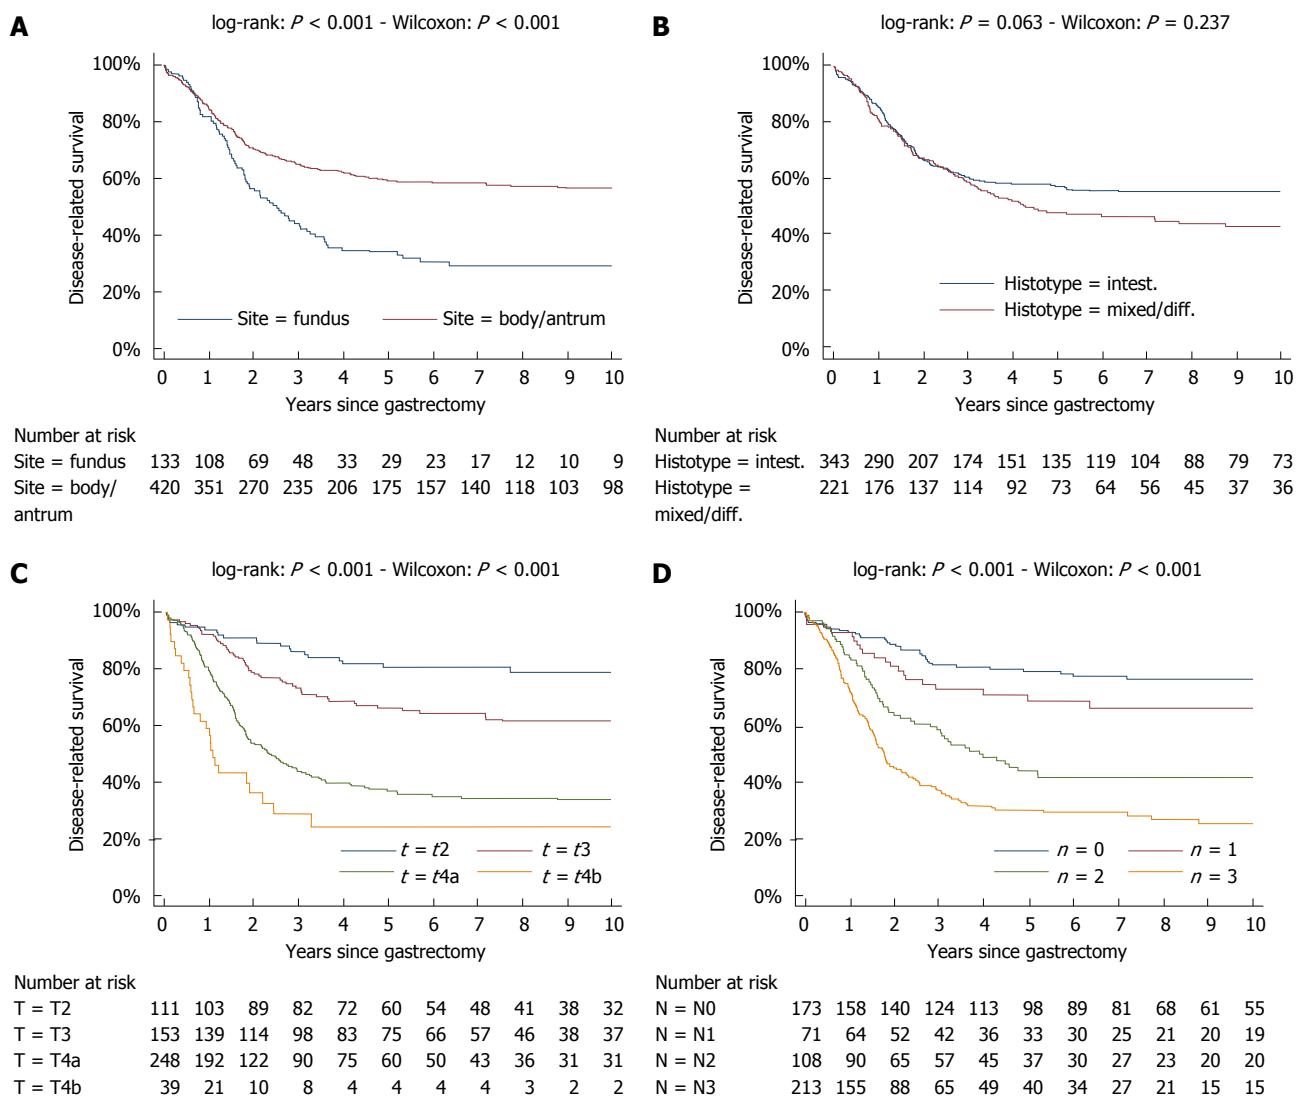 A
log-rank: P < 0.001 - Wilcoxon: P < 0.001
Disease-related survival
100%
80%
60%
40%
20%
0%
Site = fundus
Site = body/antrum
0 1 2 3 4 5 6 7 8 9 10
Years since gastrectomy
Number at risk
Site = fundus 133 108 69 48 33 29 23 17 12 10 9
Site = body/ 420 351 270 235 206 175 157 140 118 103 98
antrum
B
log-rank: P = 0.063 - Wilcoxon: P = 0.237
Disease-related survival
100%
80%
60%
40%
20%
0%
Histotype = intest.
Histotype = mixed/diff.
0 1 2 3 4 5 6 7 8 9 10
Years since gastrectomy
Number at risk
Histotype = intest. 343 290 207 174 151 135 119 104 88 79 73
Histotype = 221 176 137 114 92 73 64 56 45 37 36
mixed/diff.
C
log-rank: P < 0.001 - Wilcoxon: P < 0.001
Disease-related survival
100%
80%
60%
40%
20%
0%
t = t2 t = t3
t = t4a t = t4b
0 1 2 3 4 5 6 7 8 9 10
Years since gastrectomy
Number at risk
T = T2 111 103 89 82 72 60 54 48 41 38 32
T = T3 153 139 114 98 83 75 66 57 46 38 37
T = T4a 248 192 122 90 75 60 50 43 36 31 31
T = T4b 39 21 10 8 4 4 4 4 3 2 2
D
log-rank: P < 0.001 - Wilcoxon: P < 0.001
Disease-related survival
100%
80%
60%
40%
20%
0%
n = 0 n = 1
n = 2 n = 3
0 1 2 3 4 5 6 7 8 9 10
Years since gastrectomy
Number at risk
N = N0 173 158 140 124 113 98 89 81 68 61 55
N = N1 71 64 52 42 36 33 30 25 21 20 19
N = N2 108 90 65 57 45 37 30 27 23 20 20
N = N3 213 155 88 65 49 40 34 27 21 15 15